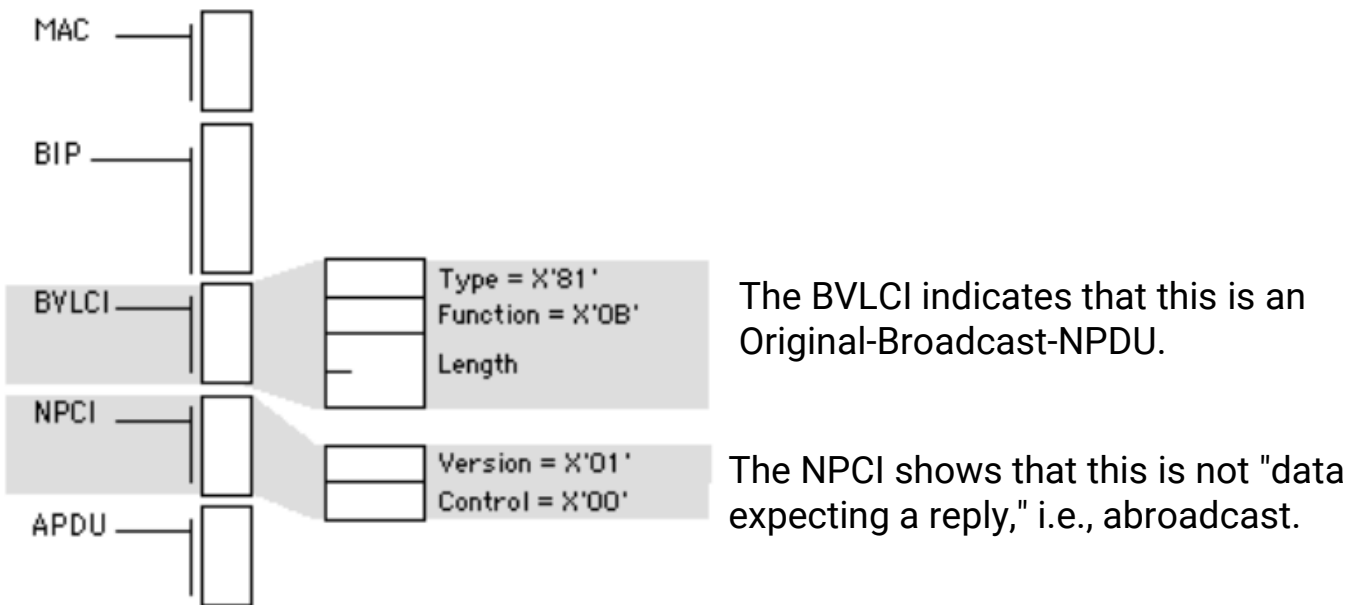 MAC
BIP
BVLCI
Type = X'81'
Function = X'0B'
Length
The BVLCI indicates that this is an
Original-Broadcast-NPDU.
NPCI
Version = X'01'
Control = X'00'
The NPCI shows that this is not "data
expecting a reply," i.e., abroadcast.
APDU